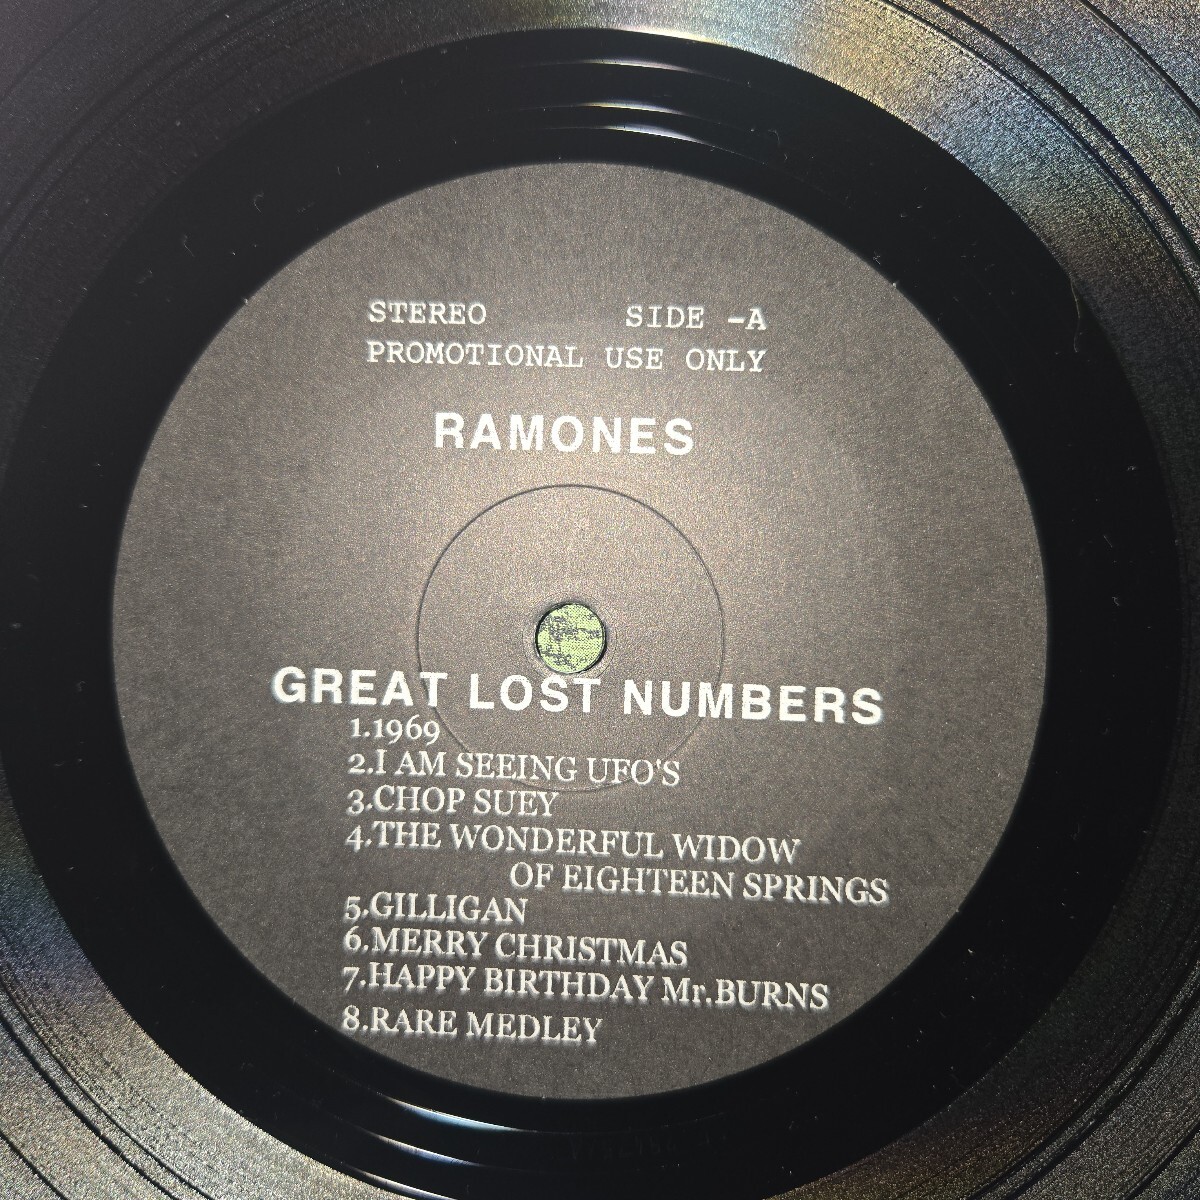 STEREO SIDE -A
PROMOTIONAL USE ONLY
RAMONES
GREAT LOST NUMBERS
1.1969
2.I AM SEEING UFO'S
3.CHOP SUEY
4.THE WONDERFUL WIDOW
OF EIGHTEEN SPRINGS
5.GILLIGAN
6.MERRY CHRISTMAS
7.HAPPY BIRTHDAY Mr.BURNS
8.RARE MEDLEY